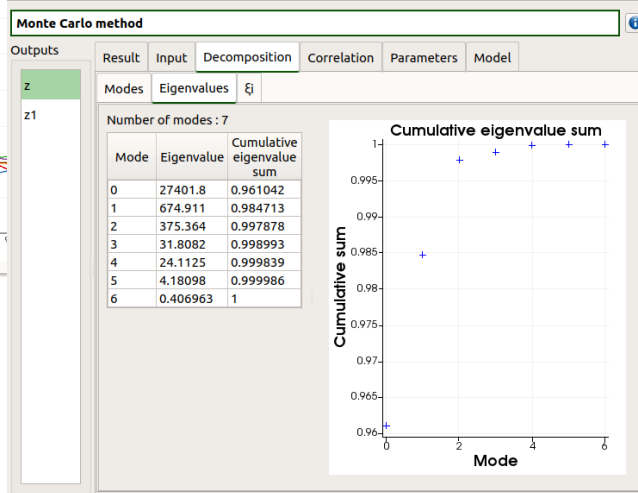 Monte Carlo method
Outputs
z
z1
Result Input Decomposition Correlation Parameters Model
Modes Eigenvalues ξi
Number of modes : 7
Mode Eigenvalue Cumulative eigenvalue sum
0 27401.8 0.961042
1 674.911 0.984713
2 375.364 0.997878
3 31.8082 0.998993
4 24.1125 0.999839
5 4.18098 0.999986
6 0.406963 1
Cumulative eigenvalue sum
Cumulative sum
1
0.995
0.99
0.985
0.98
0.975
0.97
0.965
0.96
0 2 4 6
Mode